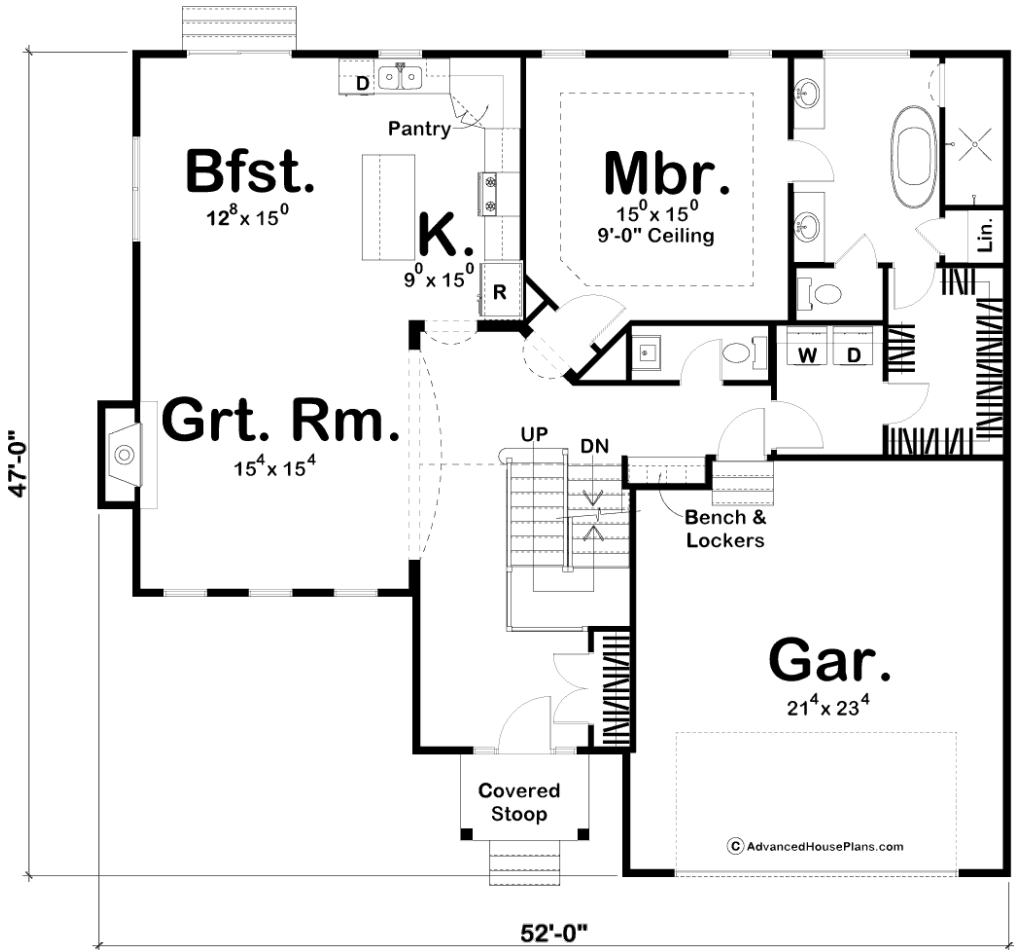 D
Pantry
Bfst.
12⁸ x 15⁰
K.
9⁰ x 15⁰
R
Mbr.
15⁰ x 15⁰
9'-0" Ceiling
Lin.
W
D
Grt. Rm.
15⁴ x 15⁴
UP
DN
Bench &
Lockers
47'-0"
Gar.
21⁴ x 23⁴
Covered
Stoop
© AdvancedHousePlans.com
52'-0"